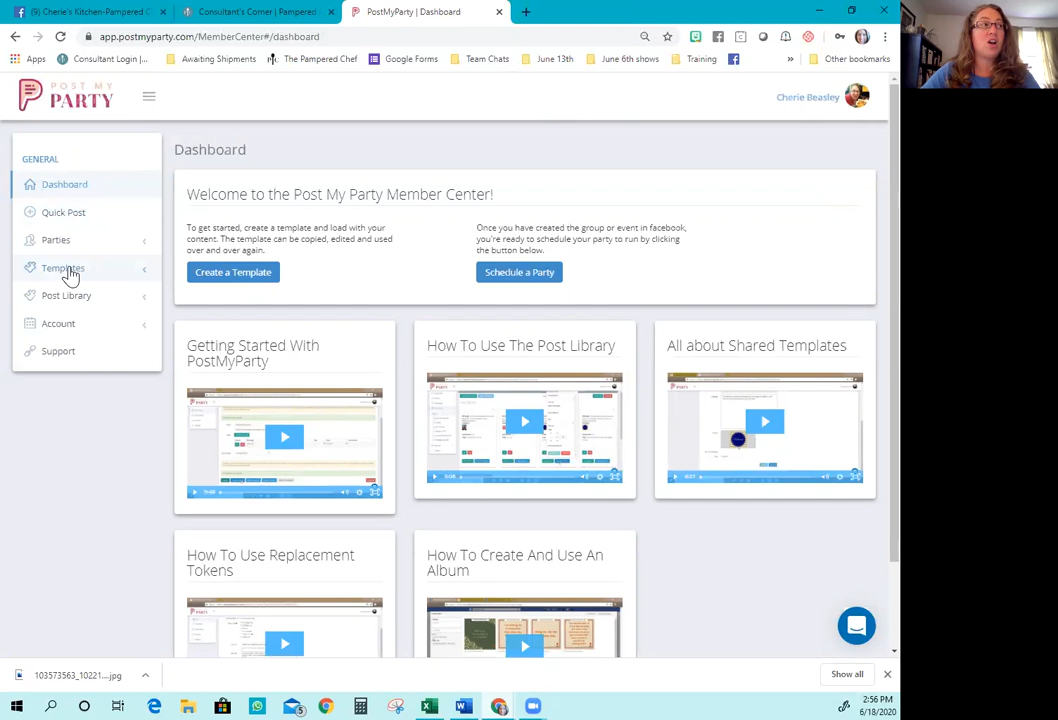 (9) Cherie's Kitchen-Pampered C
Consultant's Corner | Pampered
PostMyParty | Dashboard
app.postmyparty.com/MemberCenter#/dashboard
Apps
Consultant Login |...
Awaiting Shipments
The Pampered Chef
Google Forms
Team Chats
June 13th
June 6th shows
Training
»
Other bookmarks
POST MY
PARTY
Cherie Beasley
GENERAL
Dashboard
Quick Post
Parties
Templates
Post Library
Account
Support
Dashboard
Welcome to the Post My Party Member Center!
To get started, create a template and load with your
content. The template can be copied, edited and used
over and over again.
Create a Template
Once you have created the group or event in facebook,
you're ready to schedule your party to run by clicking
the button below.
Schedule a Party
Getting Started With
PostMyParty
How To Use The Post Library
All about Shared Templates
How To Use Replacement
Tokens
How To Create And Use An
Album
103573563_10221....jpg
Show all
5
2:56 PM
6/18/2020